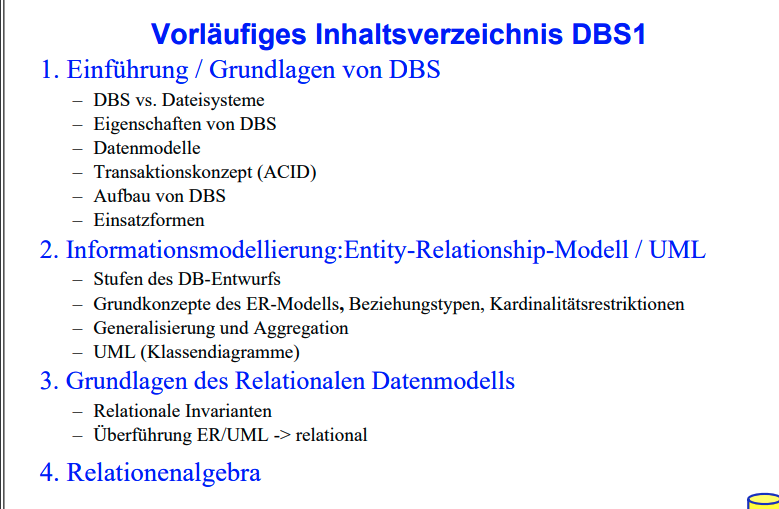 Vorläufiges Inhaltsverzeichnis DBS1
1. Einführung / Grundlagen von DBS
– DBS vs. Dateisysteme
– Eigenschaften von DBS
– Datenmodelle
– Transaktionskonzept (ACID)
– Aufbau von DBS
– Einsatzformen
2. Informationsmodellierung:Entity-Relationship-Modell / UML
– Stufen des DB-Entwurfs
– Grundkonzepte des ER-Modells, Beziehungstypen, Kardinalitätsrestriktionen
– Generalisierung und Aggregation
– UML (Klassendiagramme)
3. Grundlagen des Relationalen Datenmodells
– Relationale Invarianten
– Überführung ER/UML -> relational
4. Relationenalgebra